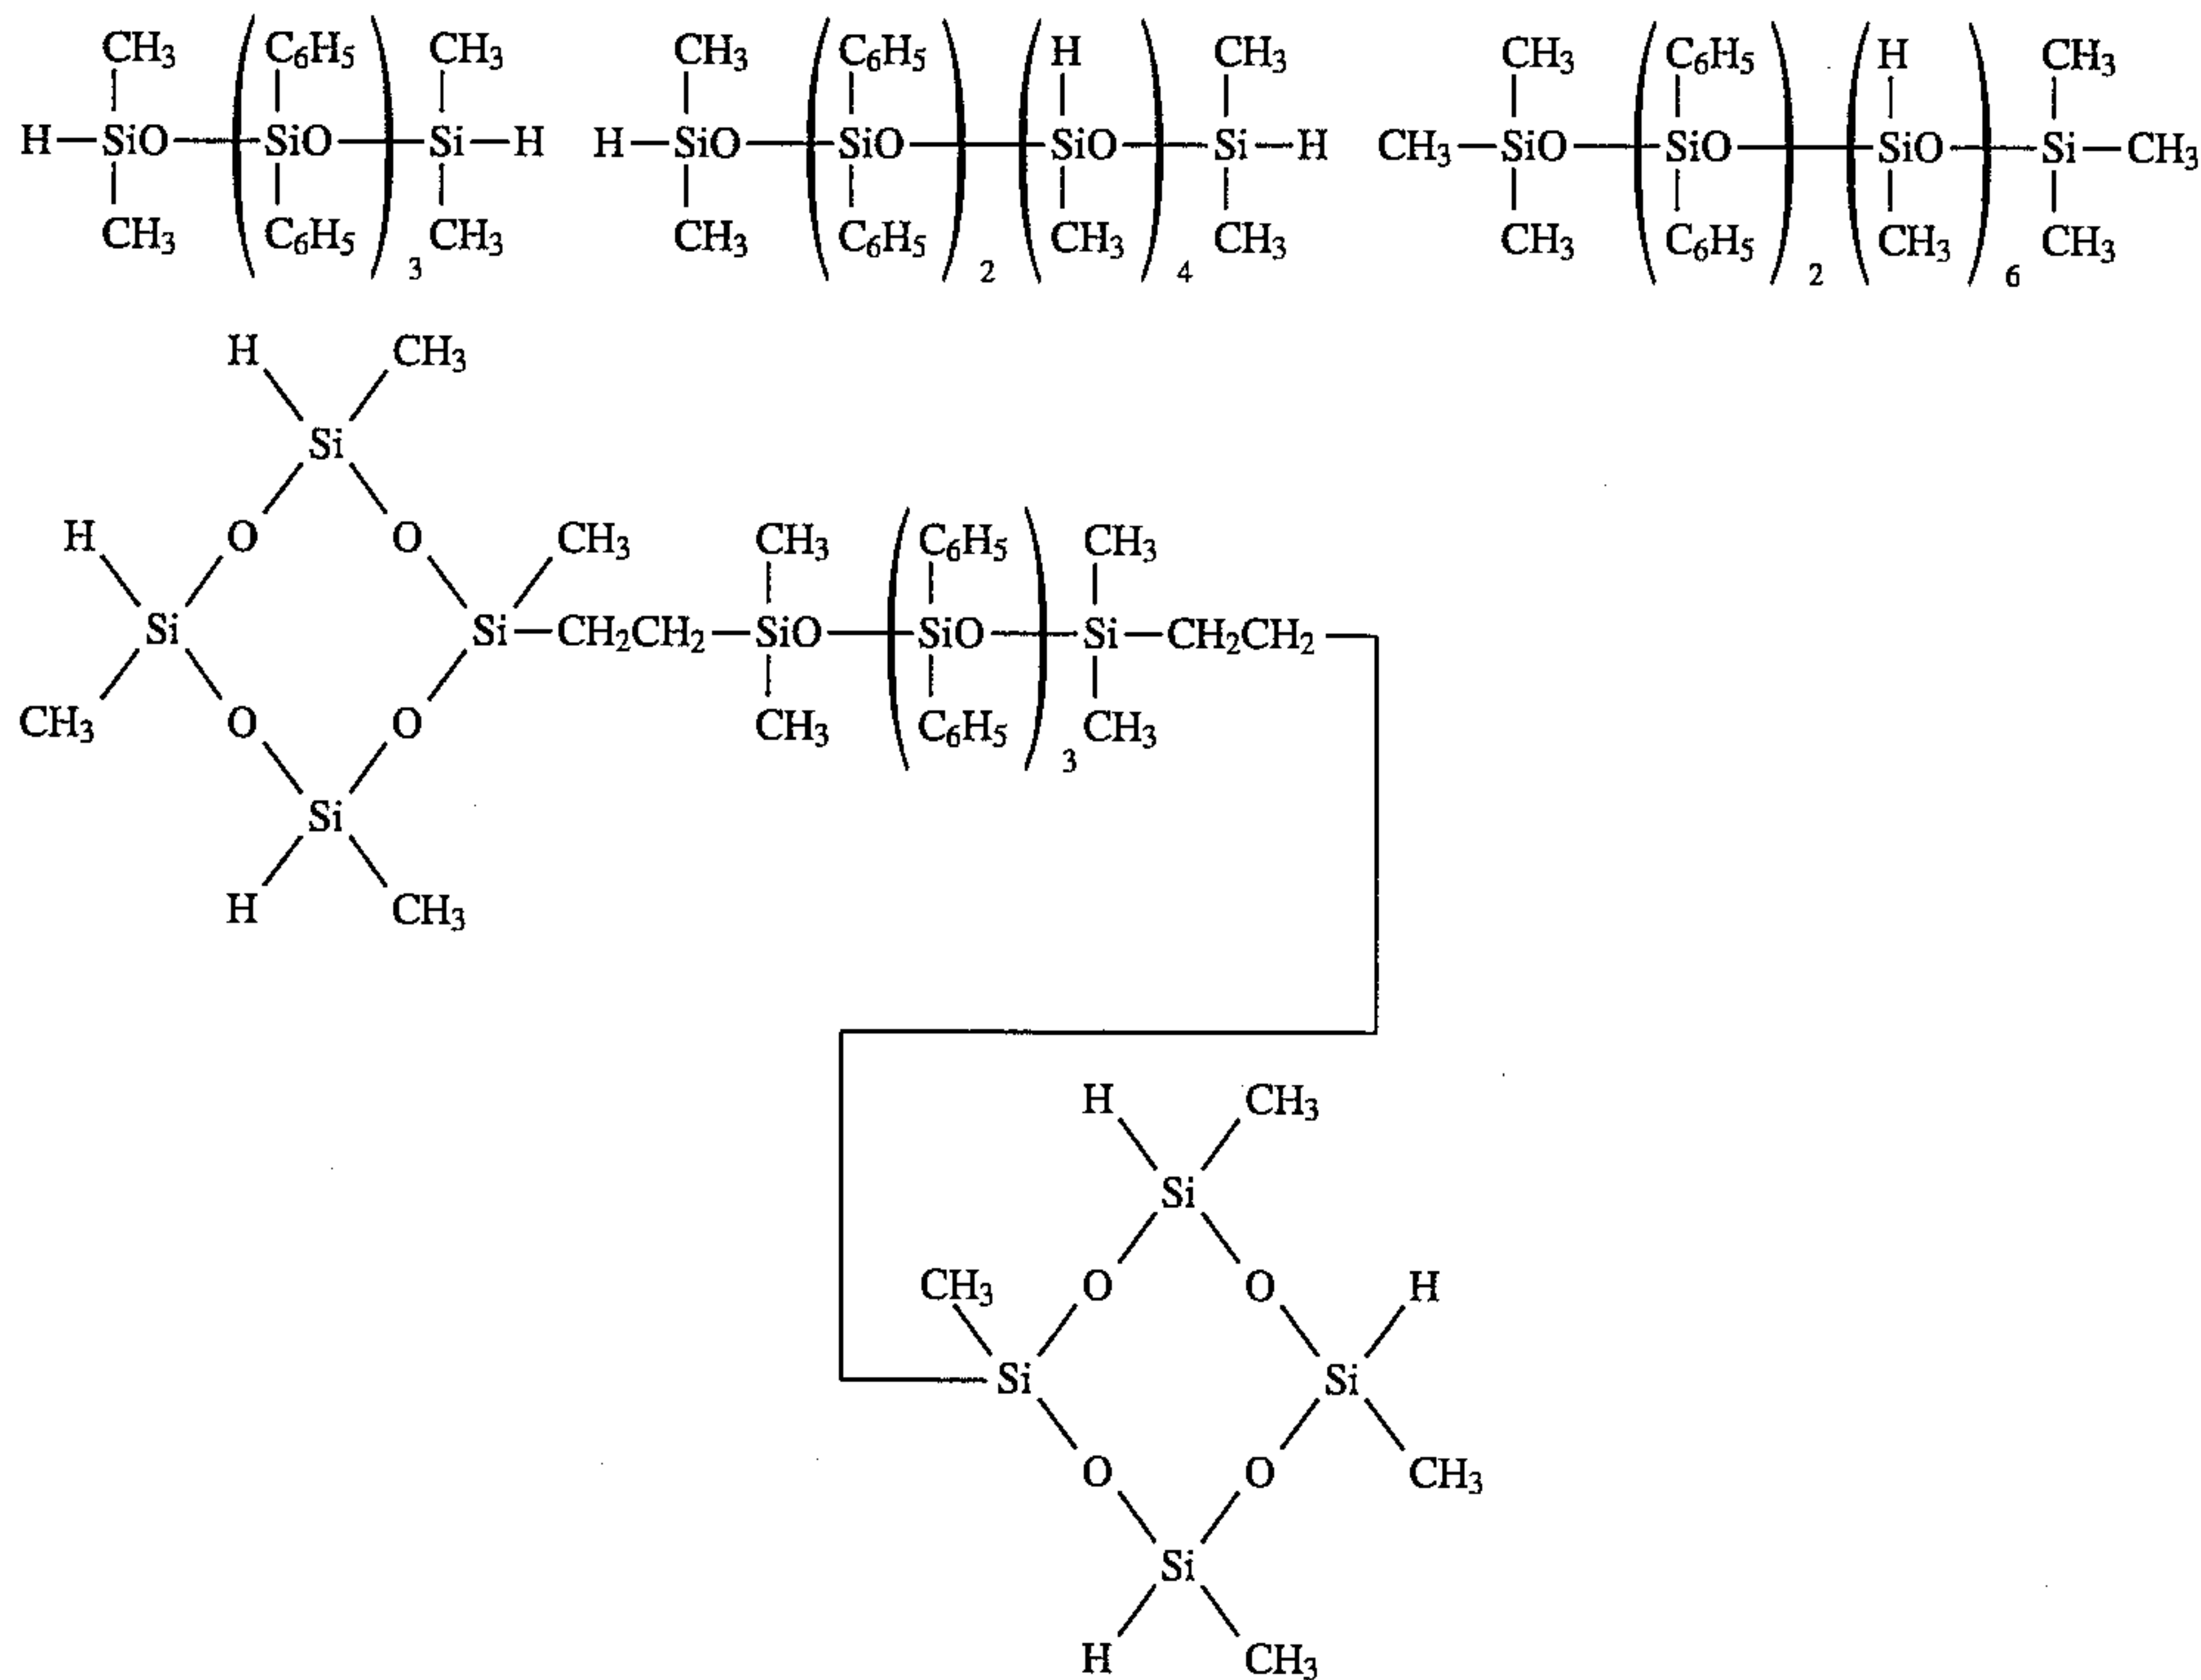 CH3 C6H5 CH3 CH3 C6H5 H CH3 CH3 C6H5 H CH3
H SiO SiO Si H H SiO SiO SiO Si H CH3 SiO SiO SiO Si CH3
CH3 C6H5 CH3 CH3 C6H5 CH3 CH3 CH3 C6H5 CH3 CH3
3 2 4 2 6
H CH3
Si
H O O CH3 CH3 C6H5 CH3
Si Si CH2CH2 SiO SiO Si CH2CH2
CH3 O O CH3 C6H5 CH3
3
Si
H CH3
H CH3
Si
CH3 O O H
Si Si
O O CH3
Si
H CH3